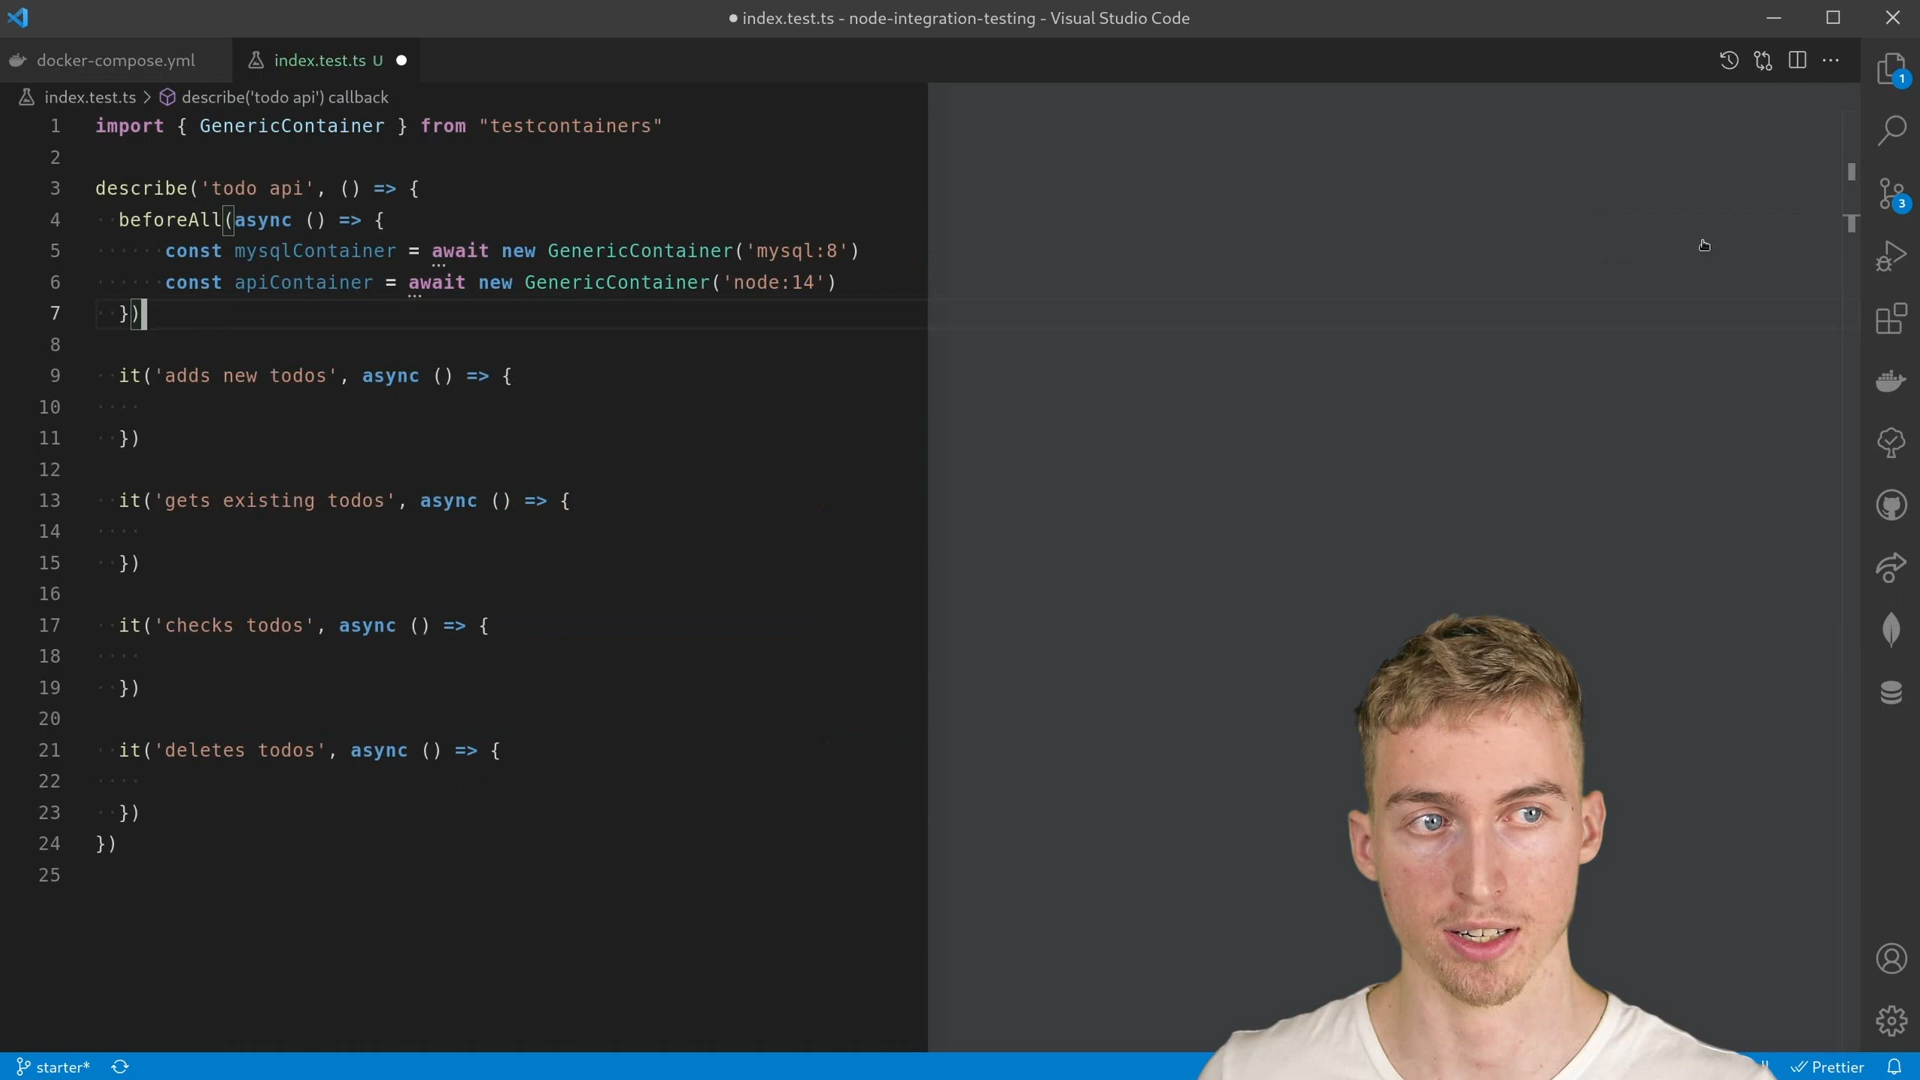 index.test.ts - node-integration-testing - Visual Studio Code
docker-compose.yml
index.test.ts U
index.test.ts > describe('todo api') callback
1 import { GenericContainer } from "testcontainers"
2
3 describe('todo api', () => {
4 beforeAll(async () => {
5 const mysqlContainer = await new GenericContainer('mysql:8')
6 const apiContainer = await new GenericContainer('node:14')
7 })
8
9 it('adds new todos', async () => {
10
11 })
12
13 it('gets existing todos', async () => {
14
15 })
16
17 it('checks todos', async () => {
18
19 })
20
21 it('deletes todos', async () => {
22
23 })
24 })
25
1
3
starter*
Prettier